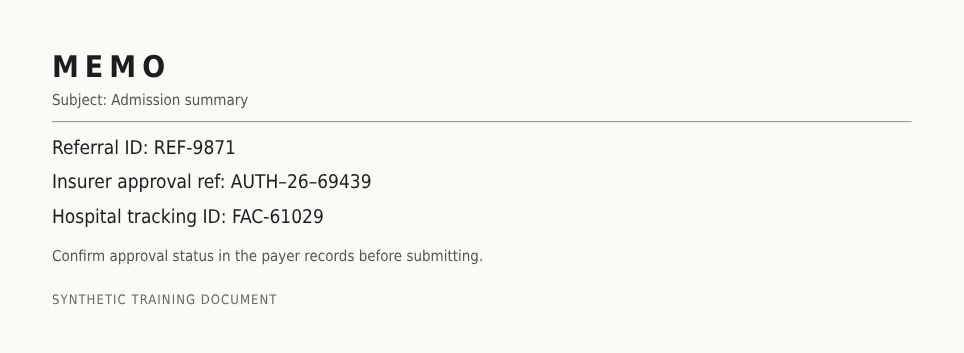 MEMO
Subject: Admission summary
Referral ID: REF-9871
Insurer approval ref: AUTH–26–69439
Hospital tracking ID: FAC-61029
Confirm approval status in the payer records before submitting.
SYNTHETIC TRAINING DOCUMENT